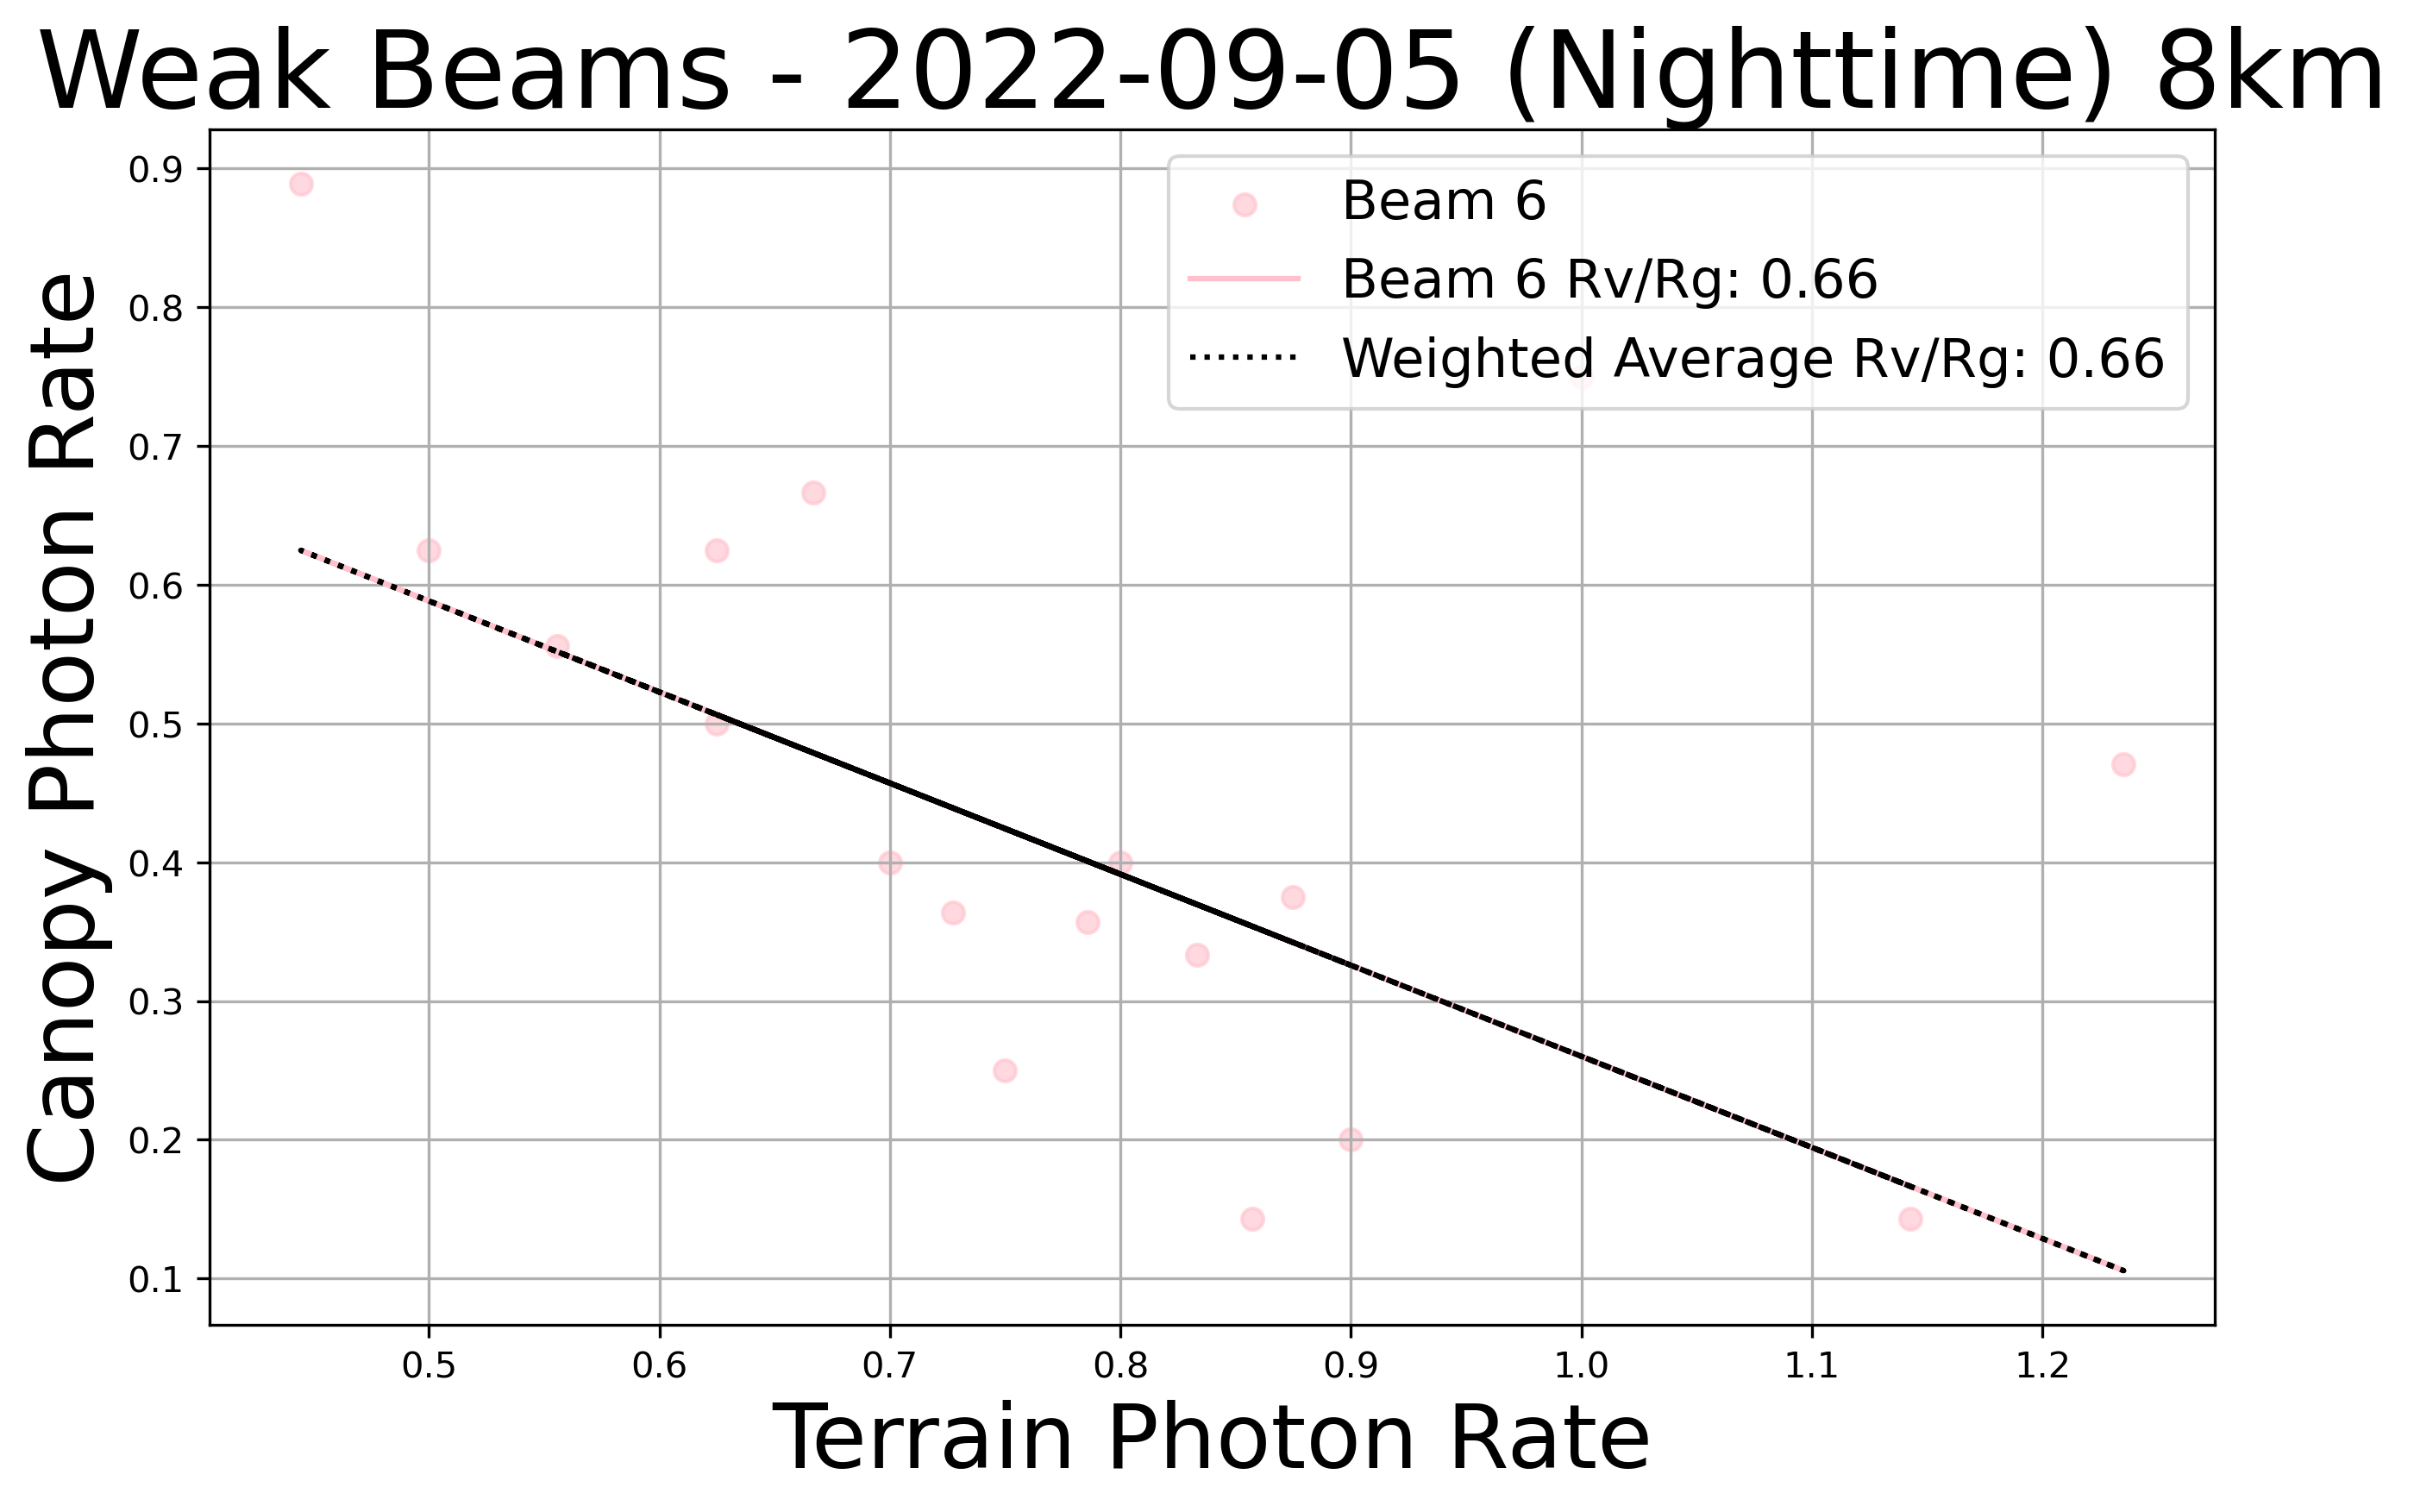 Weak Beams - 2022-09-05 (Nighttime) 8km
Beam 6
Beam 6 Rv/Rg: 0.66
Weighted Average Rv/Rg: 0.66
Canopy Photon Rate
0.9
0.8
0.7
0.6
0.5
0.4
0.3
0.2
0.1
0.5 0.6 0.7 0.8 0.9 1.0 1.1 1.2
Terrain Photon Rate